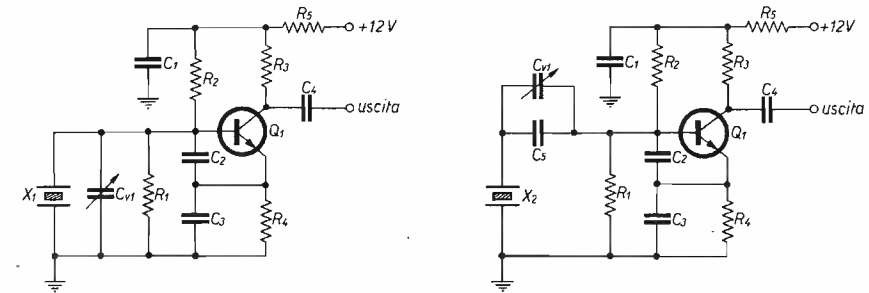 R5
+12V
C1
R2
R3
C4
uscita
Q1
C2
X1
Cv1
R1
C3
R4
R5
+12V
Cv1
C1
R2
R3
C4
uscita
Q1
C5
C2
X2
R1
C3
R4